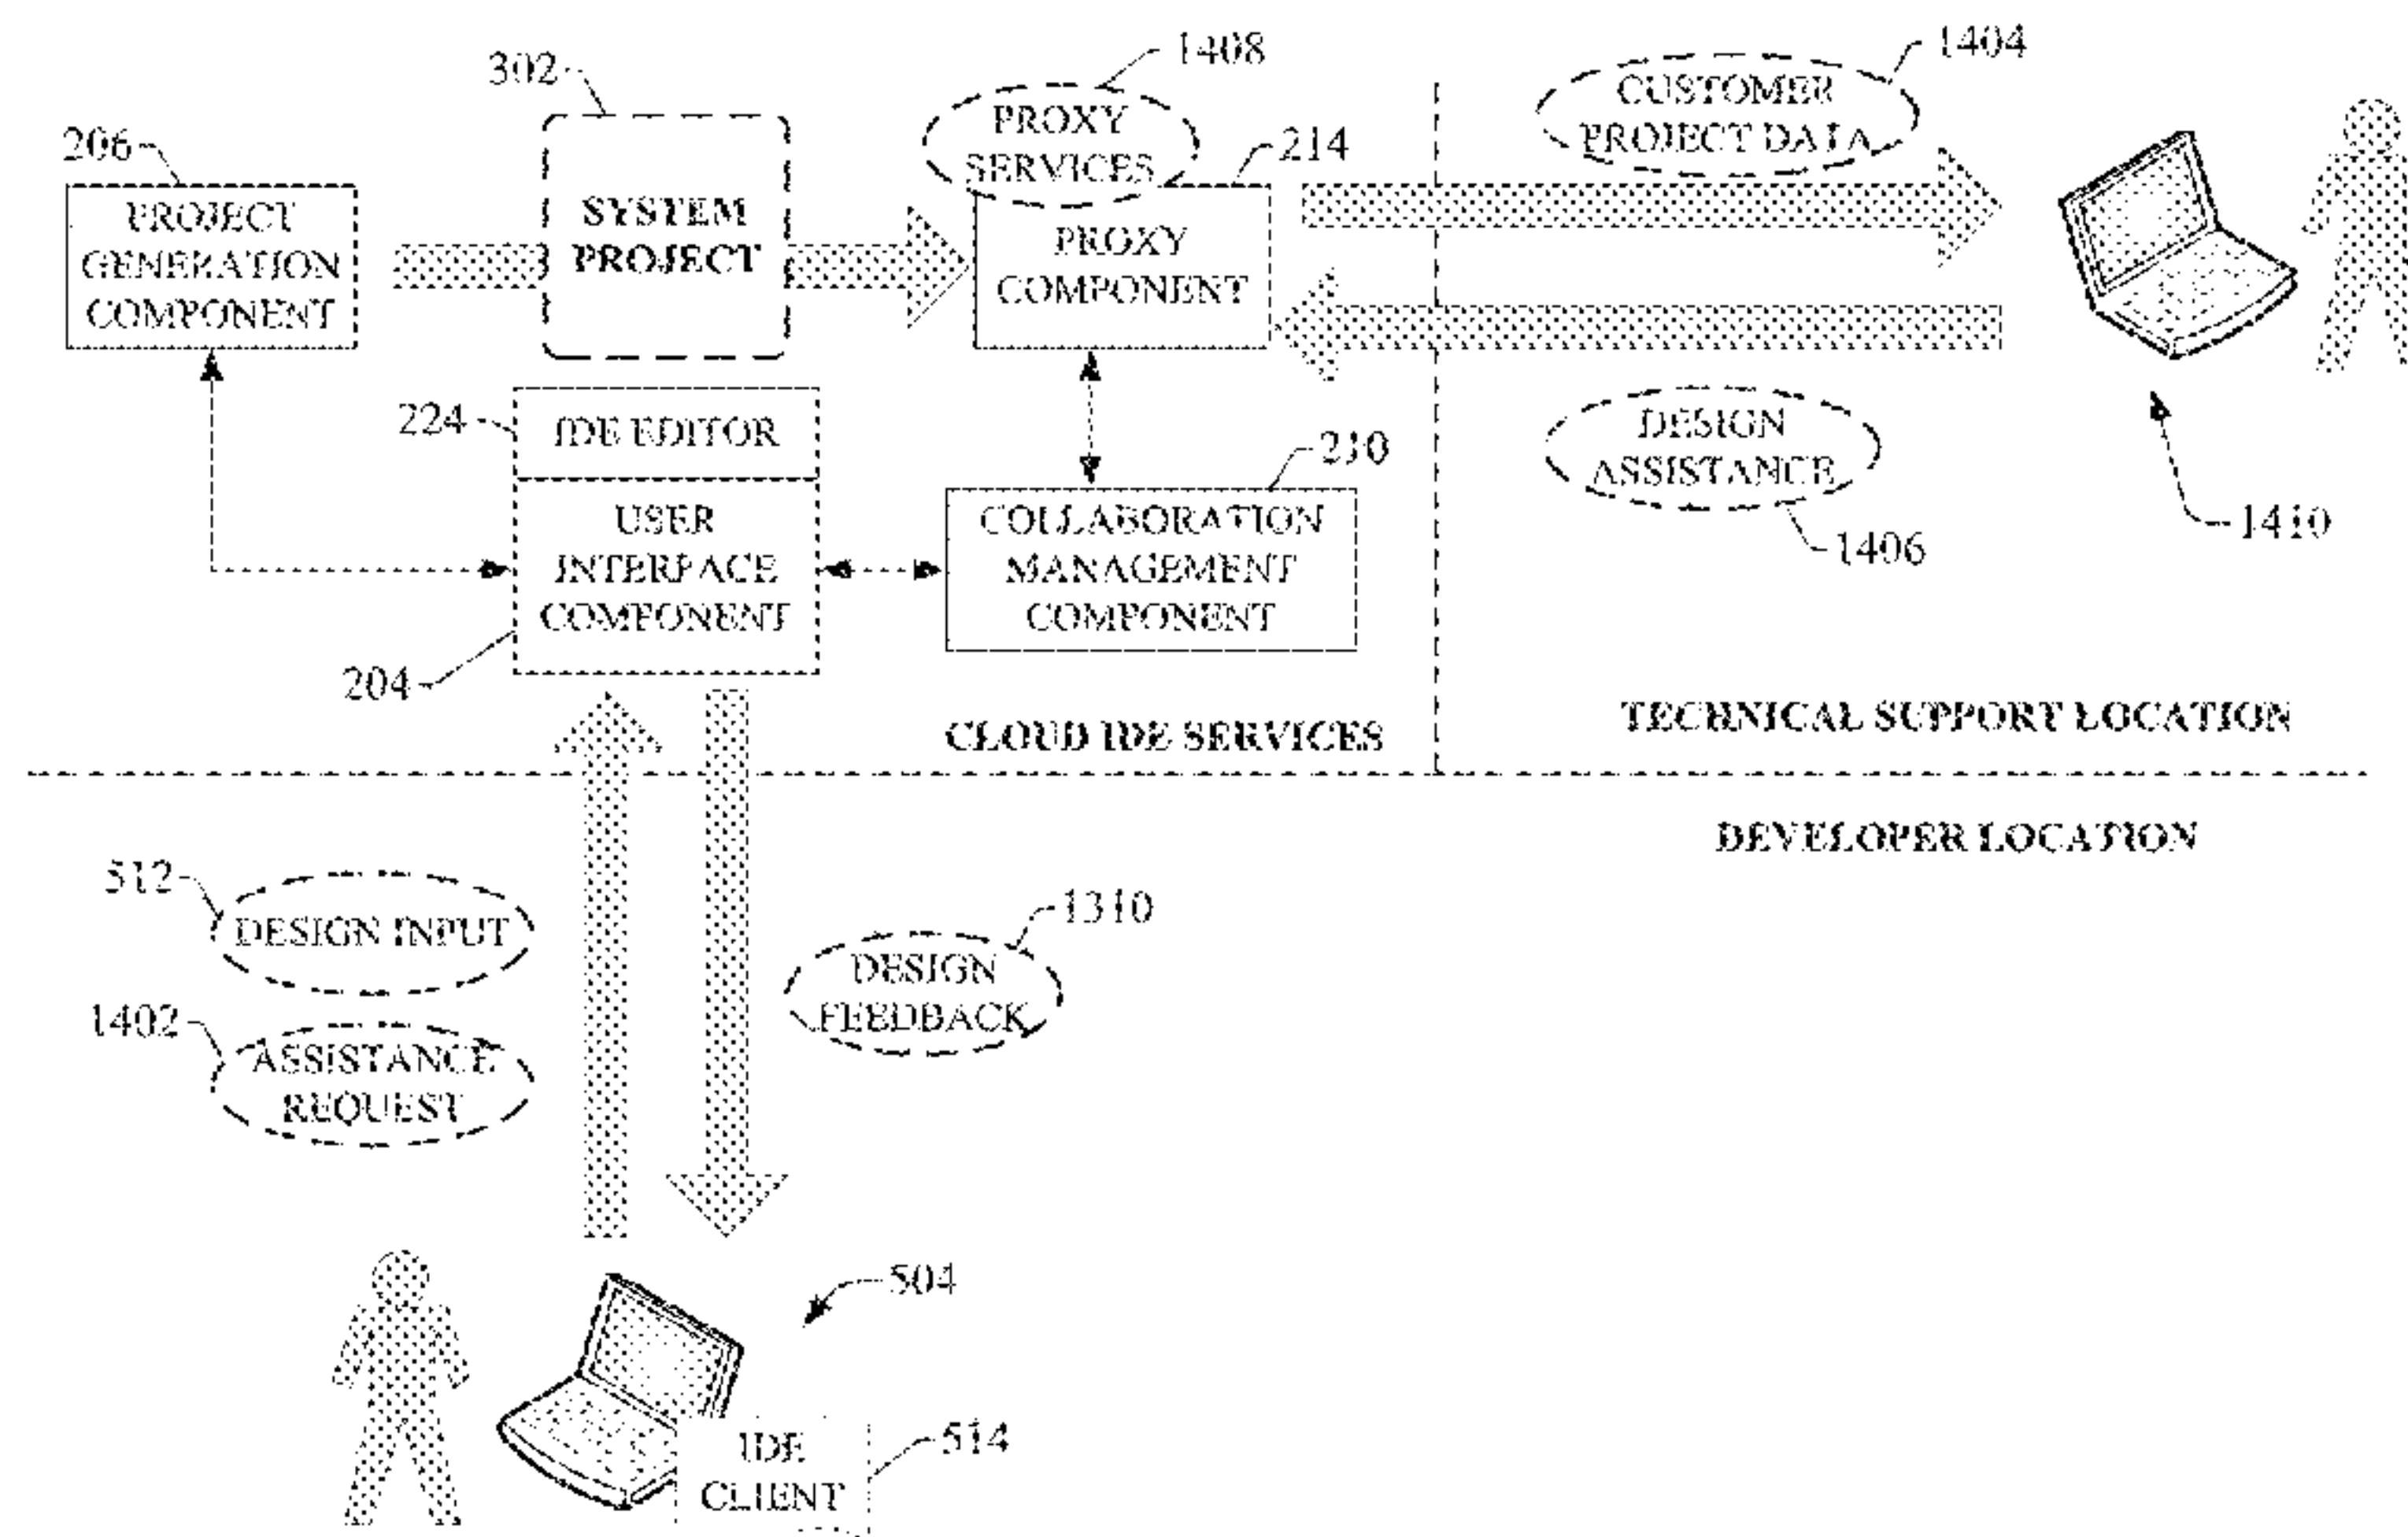 302
1408
1404
PROXY
SERVICES
CUSTOMER
PROJECT DATA
206
214
PROJECT
GENERATION
COMPONENT
SYSTEM
PROJECT
PROXY
COMPONENT
224
IDE EDITOR
210
DESIGN
ASSISTANCE
1406
1410
USER
INTERFACE
COMPONENT
COLLABORATION
MANAGEMENT
COMPONENT
204
CLOUD IDE SERVICES
TECHNICAL SUPPORT LOCATION
DEVELOPER LOCATION
512
DESIGN INPUT
1310
DESIGN
FEEDBACK
1402
ASSISTANCE
REQUEST
504
IDE
CLIENT
514